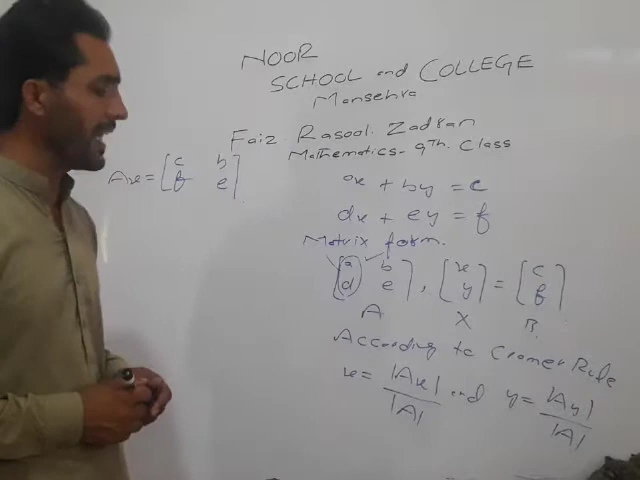 NOOR
SCHOOL and COLLEGE
Mansehra
Faiz Rasool Zadran
Mathematics - 9th. Class
ax + by = c
dx + ey = f
Matrix form.
[a b
d e] , [x
y] = [c
f]
A X B
According to Cramer Rule
x = |Ax| / |A| and y = |Ay| / |A|
Ax = [c b
f e]